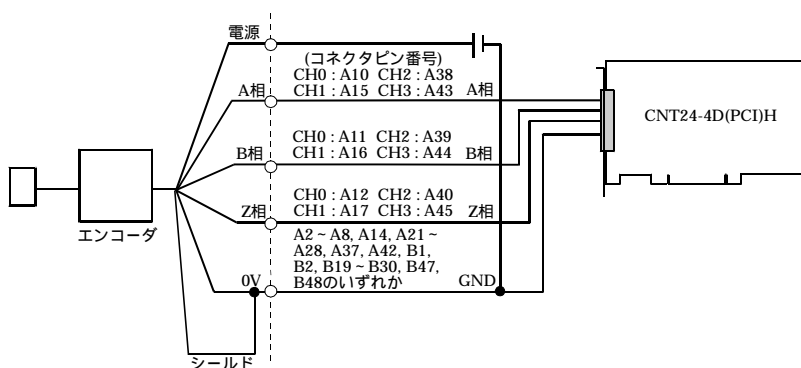 電源
(コネクタピン番号)
CH0 : A10 CH2 : A38
A相 CH1 : A15 CH3 : A43 A相
CNT24-4D(PCI)H
CH0 : A11 CH2 : A39
B相 CH1 : A16 CH3 : A44 B相
CH0 : A12 CH2 : A40
Z相 CH1 : A17 CH3 : A45 Z相
エンコーダ
A2 ~ A8, A14, A21 ~
A28, A37, A42, B1,
B2, B19 ~ B30, B47,
0V B48のいずれか GND
シールド